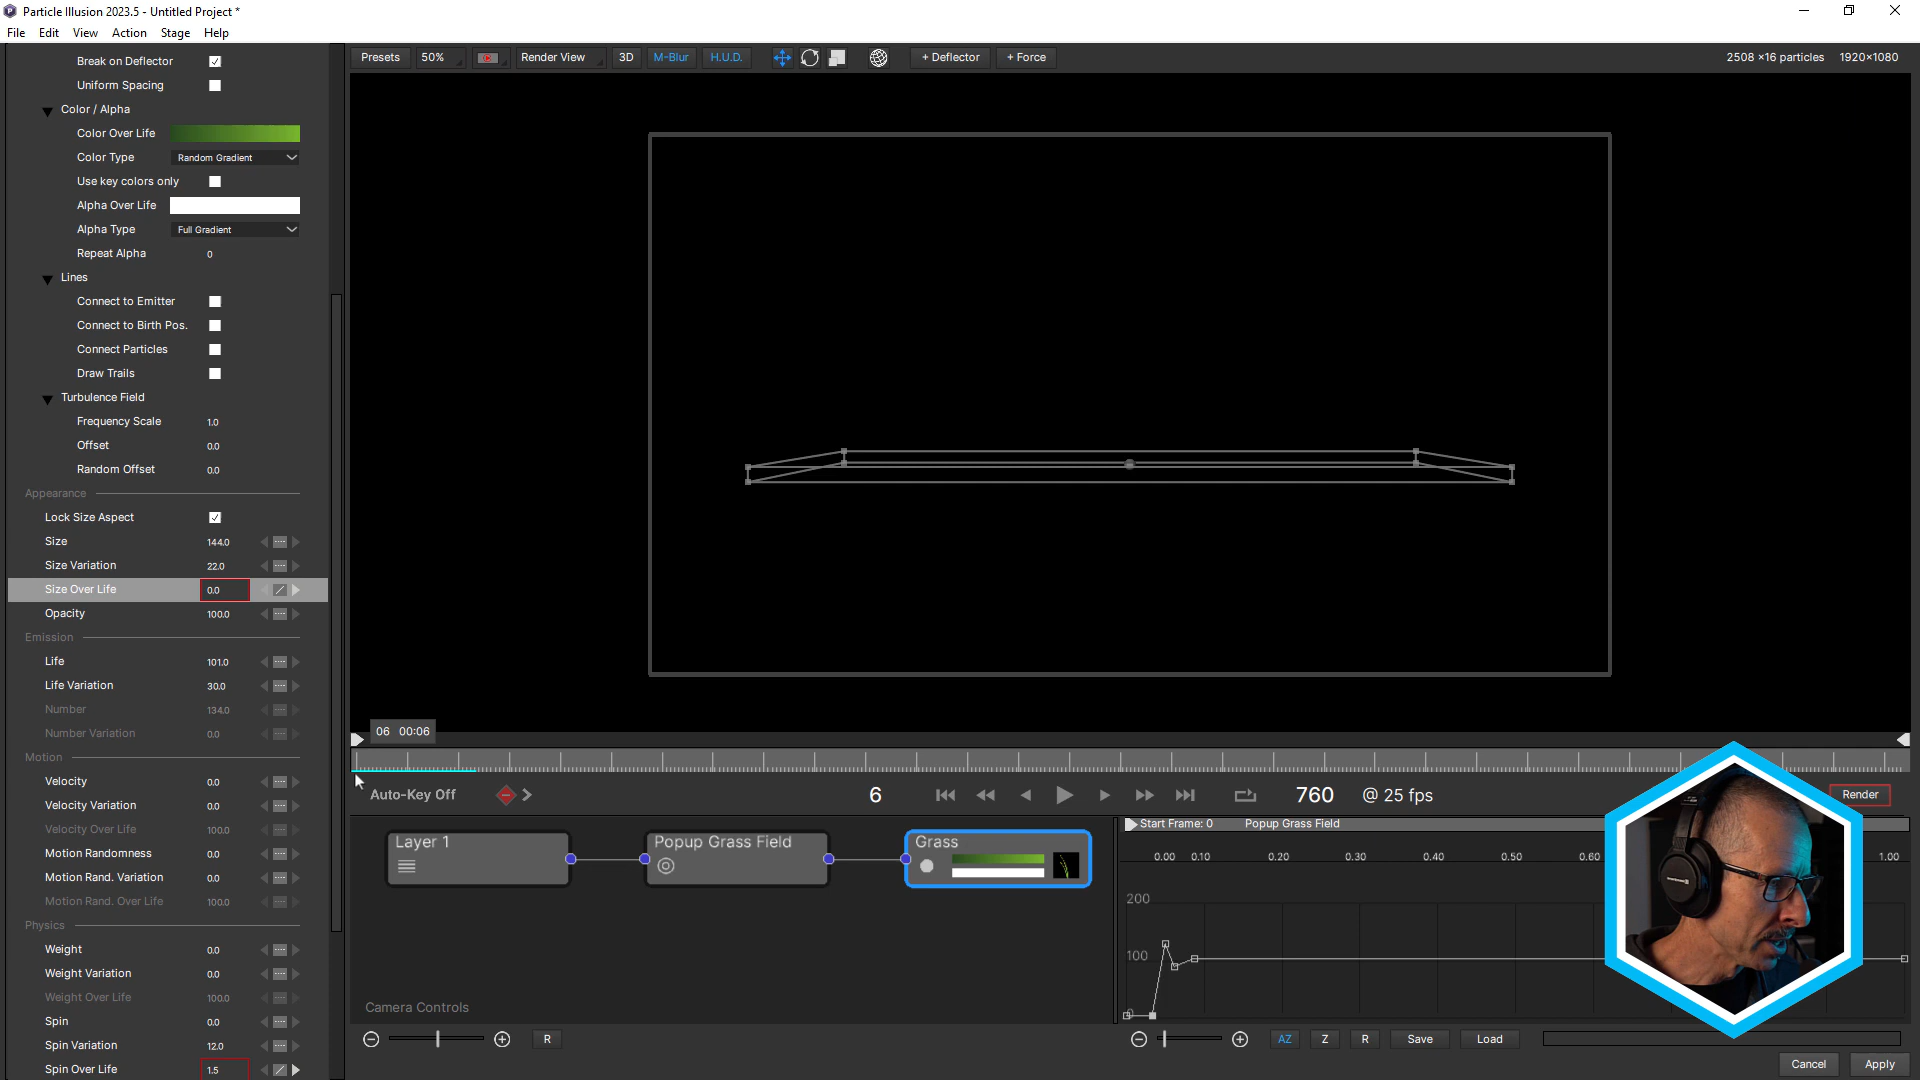 Particle Illusion 2023.5 - Untitled Project *
File Edit View Action Stage Help
Presets 50% Render View 3D M-Blur H.U.D. + Deflector + Force 2508 ×16 particles 1920×1080
Break on Deflector
Uniform Spacing
Color / Alpha
Color Over Life
Color Type Random Gradient
Use key colors only
Alpha Over Life
Alpha Type Full Gradient
Repeat Alpha 0
Lines
Connect to Emitter
Connect to Birth Pos.
Connect Particles
Draw Trails
Turbulence Field
Frequency Scale 1.0
Offset 0.0
Random Offset 0.0
Appearance
Lock Size Aspect
Size 144.0
Size Variation 22.0
Size Over Life 0.0
Opacity 100.0
Emission
Life 101.0
Life Variation 30.0
Number 134.0
Number Variation 0.0
Motion
Velocity 0.0
Velocity Variation 0.0
Velocity Over Life 100.0
Motion Randomness 0.0
Motion Rand. Variation 0.0
Motion Rand. Over Life 100.0
Physics
Weight 0.0
Weight Variation 0.0
Weight Over Life 100.0
Spin 0.0
Spin Variation 12.0
Spin Over Life 1.5
06 00:06
Auto-Key Off 6 760 @ 25 fps Render
Layer 1 Popup Grass Field Grass
Camera Controls
R
Start Frame: 0 Popup Grass Field
0.00 0.10 0.20 0.30 0.40 0.50 0.60 1.00
200
100
0
AZ Z R Save Load
Cancel Apply